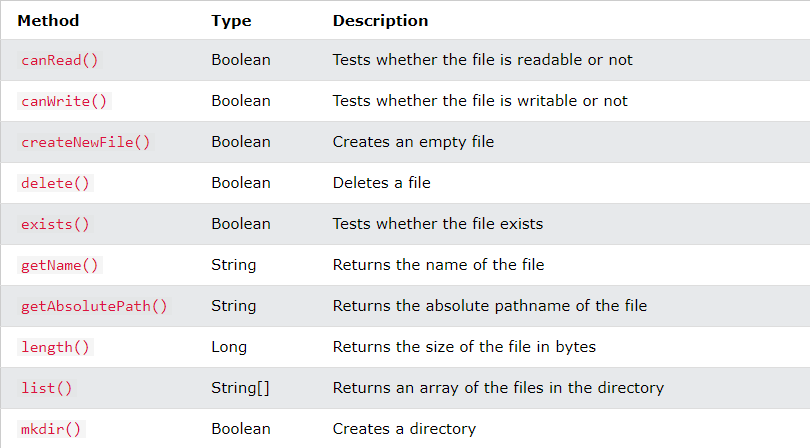 Method Type Description
canRead() Boolean Tests whether the file is readable or not
canWrite() Boolean Tests whether the file is writable or not
createNewFile() Boolean Creates an empty file
delete() Boolean Deletes a file
exists() Boolean Tests whether the file exists
getName() String Returns the name of the file
getAbsolutePath() String Returns the absolute pathname of the file
length() Long Returns the size of the file in bytes
list() String[] Returns an array of the files in the directory
mkdir() Boolean Creates a directory